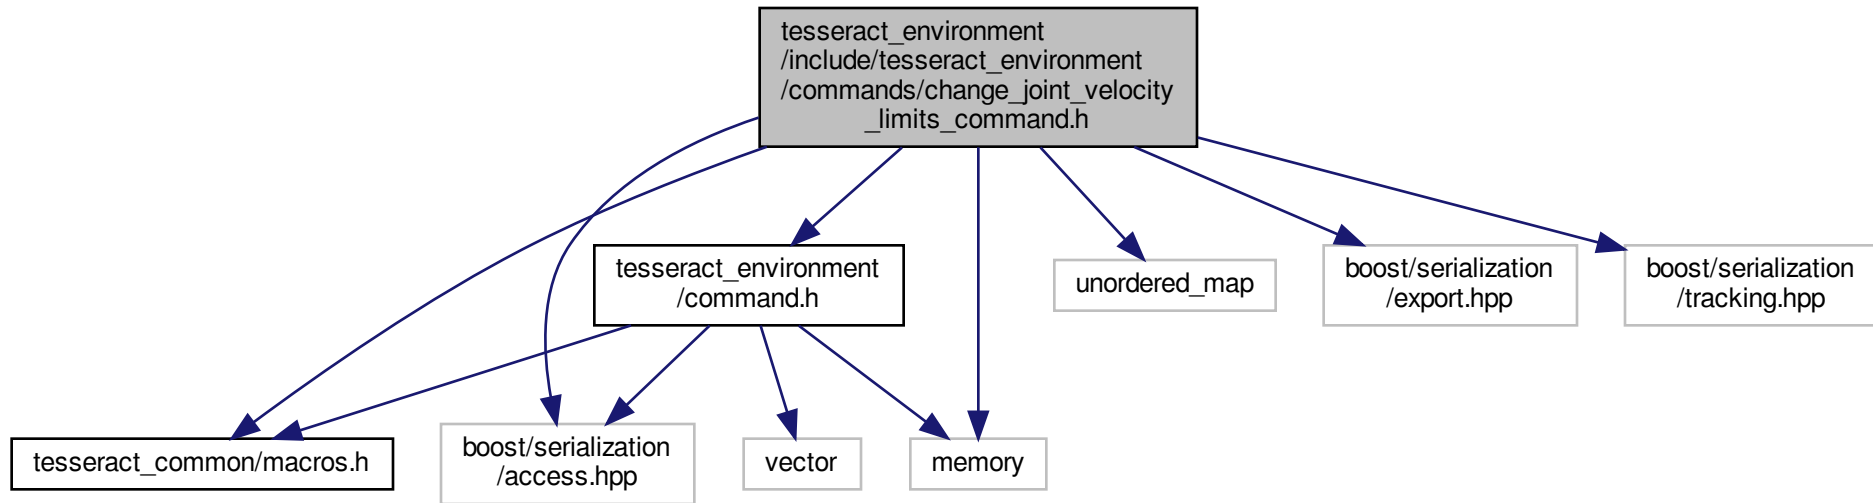 tesseract_environment
/include/tesseract_environment
/commands/change_joint_velocity
_limits_command.h
tesseract_environment
/command.h
unordered_map
boost/serialization
/export.hpp
boost/serialization
/tracking.hpp
tesseract_common/macros.h
boost/serialization
/access.hpp
vector
memory